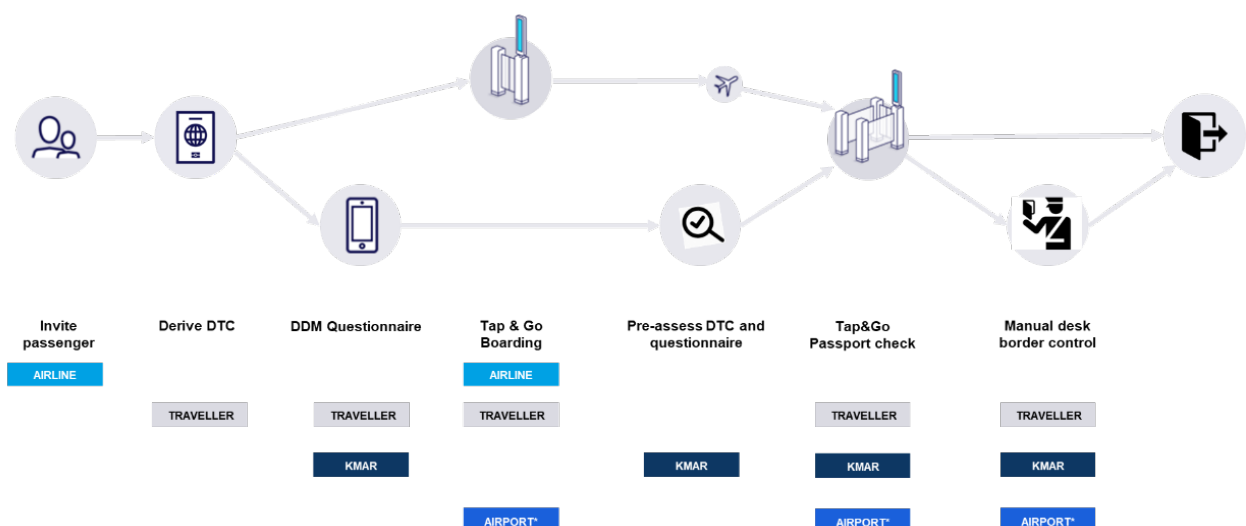 Invite
passenger
Derive DTC
DDM Questionnaire
Tap & Go
Boarding
Pre-assess DTC and
questionnaire
Tap&Go
Passport check
Manual desk
border control
AIRLINE
AIRLINE
TRAVELLER
TRAVELLER
TRAVELLER
TRAVELLER
TRAVELLER
KMAR
KMAR
KMAR
KMAR
AIRPORT*
AIRPORT*
AIRPORT*